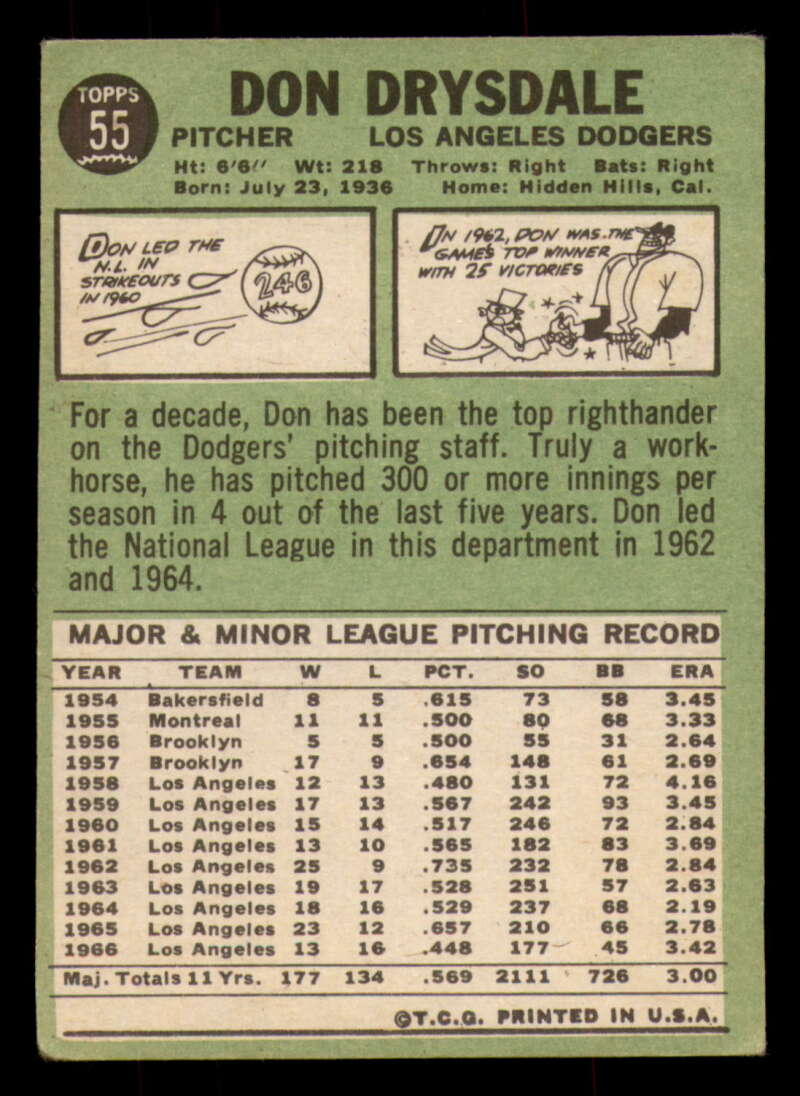 TOPPS
55
DON DRYSDALE
PITCHER LOS ANGELES DODGERS
Ht: 6'6" Wt: 218 Throws: Right Bats: Right
Born: July 23, 1936 Home: Hidden Hills, Cal.
DON LED THE
N.L. IN
STRIKEOUTS
IN 1960
246
IN 1962, DON WAS THE
GAME'S TOP WINNER
WITH 25 VICTORIES
For a decade, Don has been the top righthander
on the Dodgers' pitching staff. Truly a work-
horse, he has pitched 300 or more innings per
season in 4 out of the last five years. Don led
the National League in this department in 1962
and 1964.
MAJOR & MINOR LEAGUE PITCHING RECORD
YEAR TEAM W L PCT. SO BB ERA
1954 Bakersfield 8 5 .615 73 58 3.45
1955 Montreal 11 11 .500 80 68 3.33
1956 Brooklyn 5 5 .500 55 31 2.64
1957 Brooklyn 17 9 .654 148 61 2.69
1958 Los Angeles 12 13 .480 131 72 4.16
1959 Los Angeles 17 13 .567 242 93 3.45
1960 Los Angeles 15 14 .517 246 72 2.84
1961 Los Angeles 13 10 .565 182 83 3.69
1962 Los Angeles 25 9 .735 232 78 2.84
1963 Los Angeles 19 17 .528 251 57 2.63
1964 Los Angeles 18 16 .529 237 68 2.19
1965 Los Angeles 23 12 .657 210 66 2.78
1966 Los Angeles 13 16 .448 177 45 3.42
Maj. Totals 11 Yrs. 177 134 .569 2111 726 3.00
©T.C.G. PRINTED IN U.S.A.